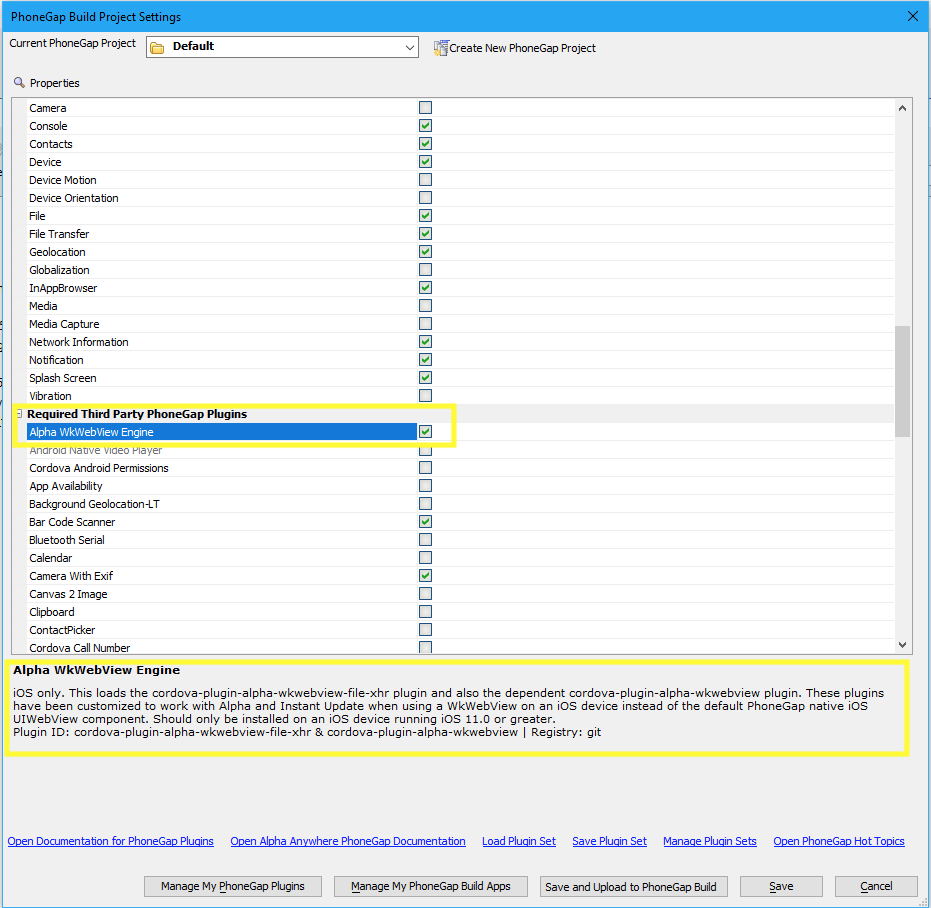 PhoneGap Build Project Settings
Current PhoneGap Project
Default
Create New PhoneGap Project
Properties
Camera
Console
Contacts
Device
Device Motion
Device Orientation
File
File Transfer
Geolocation
Globalization
InAppBrowser
Media
Media Capture
Network Information
Notification
Splash Screen
Vibration
Required Third Party PhoneGap Plugins
Alpha WkWebView Engine
Android Native Video Player
Cordova Android Permissions
App Availability
Background Geolocation-LT
Bar Code Scanner
Bluetooth Serial
Calendar
Camera With Exif
Canvas 2 Image
Clipboard
ContactPicker
Cordova Call Number
Alpha WkWebView Engine
iOS only. This loads the cordova-plugin-alpha-wkwebview-file-xhr plugin and also the dependent cordova-plugin-alpha-wkwebview plugin. These plugins
have been customized to work with Alpha and Instant Update when using a WkWebView on an iOS device instead of the default PhoneGap native iOS
UIWebView component. Should only be installed on an iOS device running iOS 11.0 or greater.
Plugin ID: cordova-plugin-alpha-wkwebview-file-xhr & cordova-plugin-alpha-wkwebview | Registry: git
Open Documentation for PhoneGap Plugins Open Alpha Anywhere PhoneGap Documentation Load Plugin Set Save Plugin Set Manage Plugin Sets Open PhoneGap Hot Topics
Manage My PhoneGap Plugins Manage My PhoneGap Build Apps Save and Upload to PhoneGap Build Save Cancel